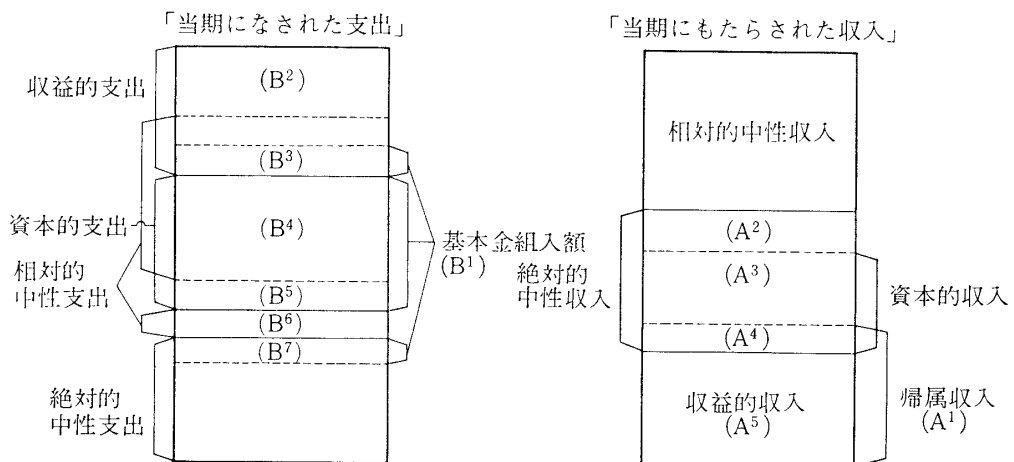 「当期になされた支出」
収益的支出
(B²)
(B³)
資本的支出
(B⁴)
相対的
中性支出
(B⁵)
(B⁶)
(B⁷)
絶対的
中性支出
基本金組入額
(B¹)
「当期にもたらされた収入」
相対的中性収入
絶対的
中性収入
(A²)
(A³)
(A⁴)
資本的収入
収益的収入
(A⁵)
帰属収入
(A¹)